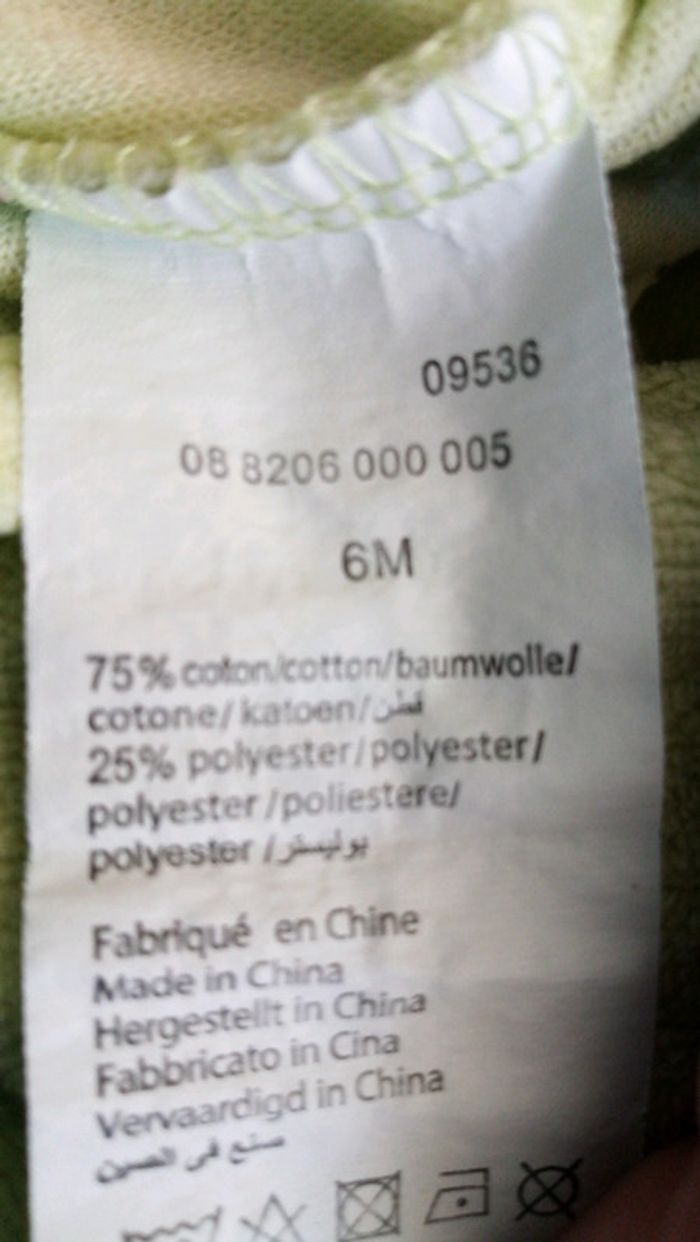 09536
08 8206 000 005
6M
75% coton/cotton/baumwolle/
cotone/katoen/قطن
25% polyester/polyester/
polyester/poliestere/
polyester/بوليستر
Fabriqué en Chine
Made in China
Hergestellt in China
Fabbricato in Cina
Vervaardigd in China
صنع في الصين